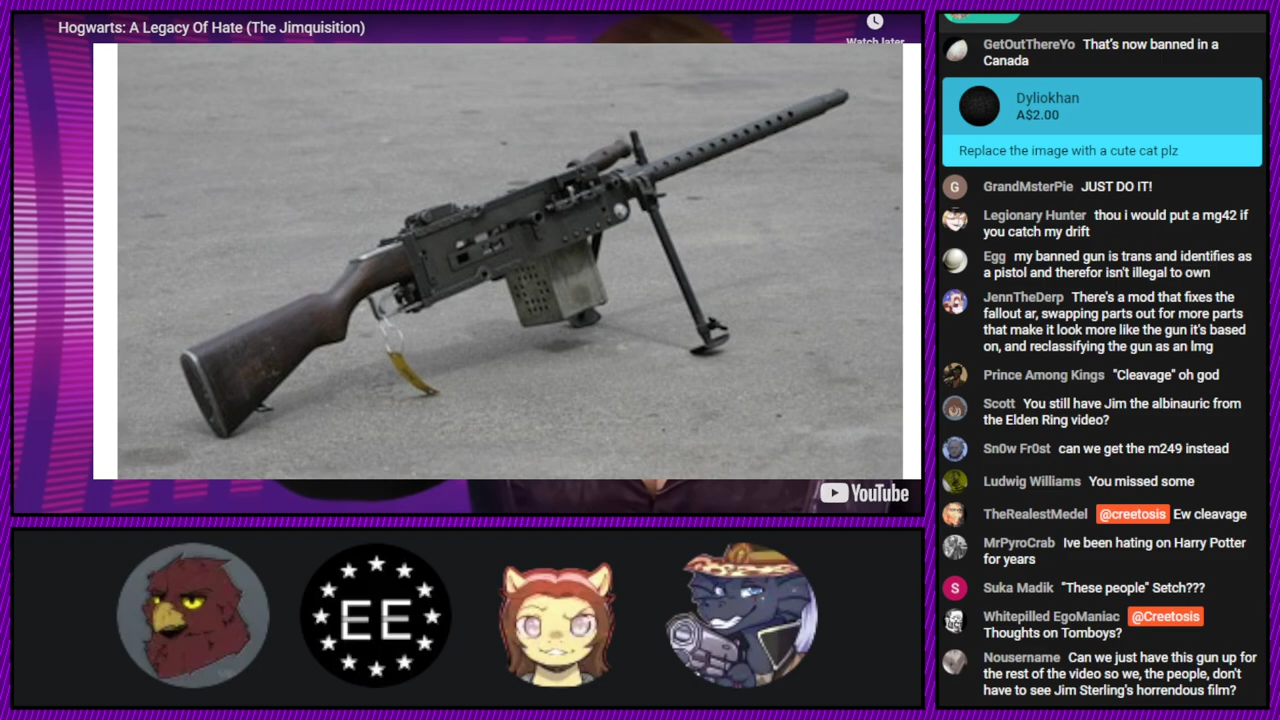 Hogwarts: A Legacy Of Hate (The Jimquisition)
Watch later
YouTube
EE
GetOutThereYo That's now banned in a
Canada
Dyliokhan
A$2.00
Replace the image with a cute cat plz
G
GrandMsterPie JUST DO IT!
Legionary Hunter thou i would put a mg42 if
you catch my drift
Egg my banned gun is trans and identifies as
a pistol and therefor isn't illegal to own
JennTheDerp There's a mod that fixes the
fallout ar, swapping parts out for more parts
that make it look more like the gun it's based
on, and reclassifying the gun as an lmg
Prince Among Kings "Cleavage" oh god
Scott You still have Jim the albinauric from
the Elden Ring video?
Sn0w Fr0st can we get the m249 instead
Ludwig Williams You missed some
TheRealestMedel @creetosis Ew cleavage
MrPyroCrab Ive been hating on Harry Potter
for years
S
Suka Madik "These people" Setch???
Whitepilled EgoManiac @Creetosis
Thoughts on Tomboys?
Nousername Can we just have this gun up for
the rest of the video so we, the people, don't
have to see Jim Sterling's horrendous film?